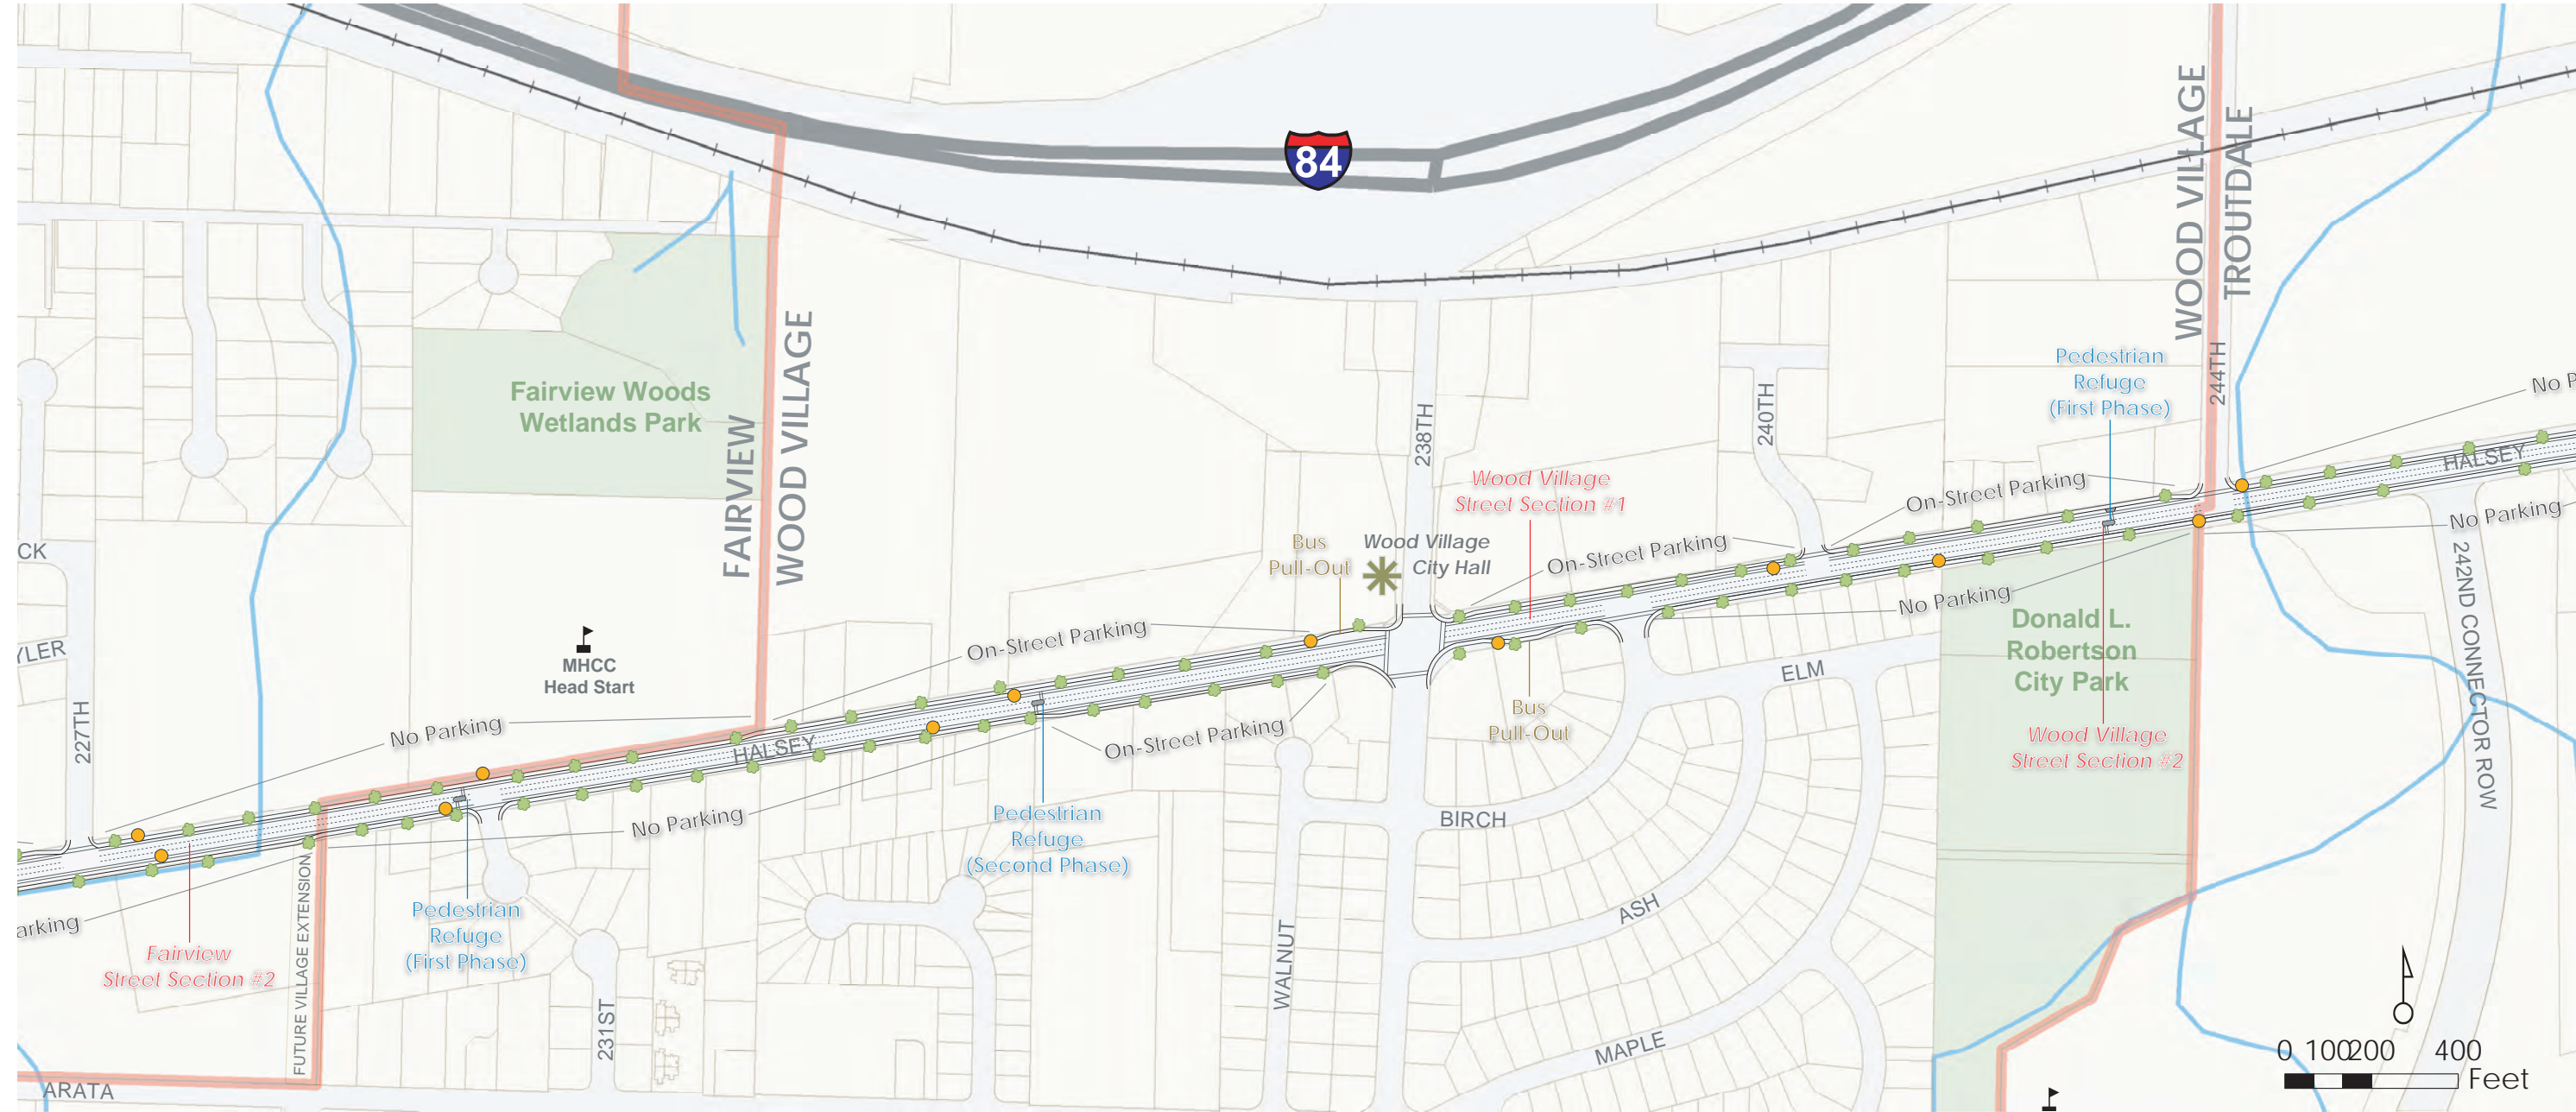 84
WOOD VILLAGE
TROUTDALE
244TH
Fairview Woods
Wetlands Park
FAIRVIEW
WOOD VILLAGE
238TH
240TH
Pedestrian
Refuge
(First Phase)
No P
HALSEY
No Parking
242ND CONNECTOR ROW
Wood Village
Street Section #1
On-Street Parking
Bus
Pull-Out
Wood Village
City Hall
On-Street Parking
No Parking
Donald L.
Robertson
City Park
Wood Village
Street Section #2
CK
YLER
227TH
MHCC
Head Start
On-Street Parking
No Parking
HALSEY
On-Street Parking
Bus
Pull-Out
ELM
No Parking
Pedestrian
Refuge
(Second Phase)
BIRCH
arking
Fairview
Street Section #2
FUTURE VILLAGE EXTENSION
Pedestrian
Refuge
(First Phase)
231ST
WALNUT
ASH
MAPLE
ARATA
0 100 200 400
Feet